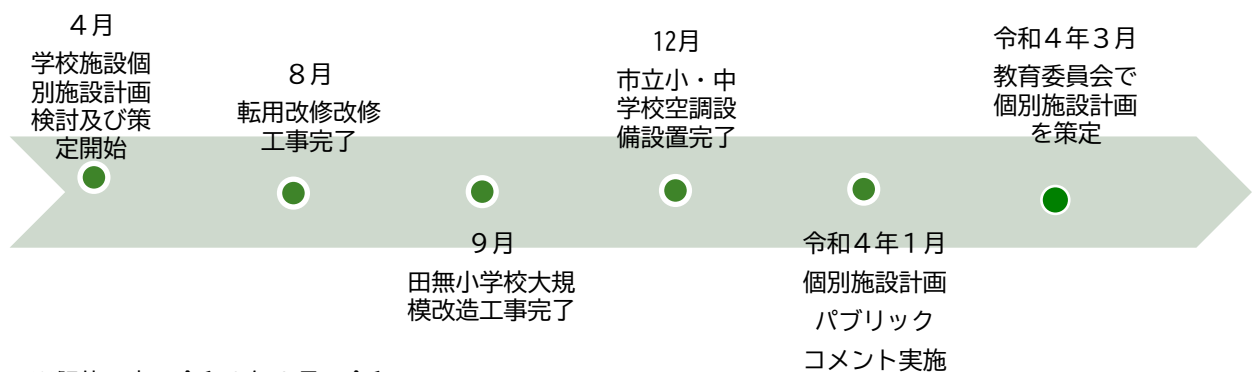 4月
学校施設個
別施設計画
検討及び策
定開始
8月
転用改修改修
工事完了
9月
田無小学校大規
模改造工事完了
12月
市立小・中
学校空調設
備設置完了
令和4年1月
個別施設計画
パブリック
コメント実施
令和4年3月
教育委員会で
個別施設計画
を策定